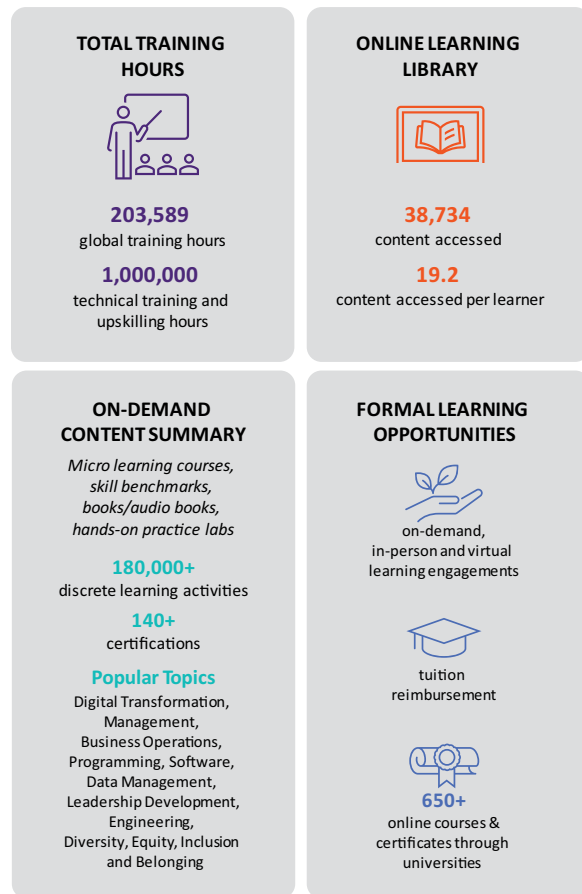 TOTAL TRAINING
HOURS
203,589
global training hours
1,000,000
technical training and
upskilling hours
ONLINE LEARNING
LIBRARY
38,734
content accessed
19.2
content accessed per learner
ON-DEMAND
CONTENT SUMMARY
Micro learning courses,
skill benchmarks,
books/audio books,
hands-on practice labs
180,000+
discrete learning activities
140+
certifications
Popular Topics
Digital Transformation,
Management,
Business Operations,
Programming, Software,
Data Management,
Leadership Development,
Engineering,
Diversity, Equity, Inclusion
and Belonging
FORMAL LEARNING
OPPORTUNITIES
on-demand,
in-person and virtual
learning engagements
tuition
reimbursement
650+
online courses &
certificates through
universities